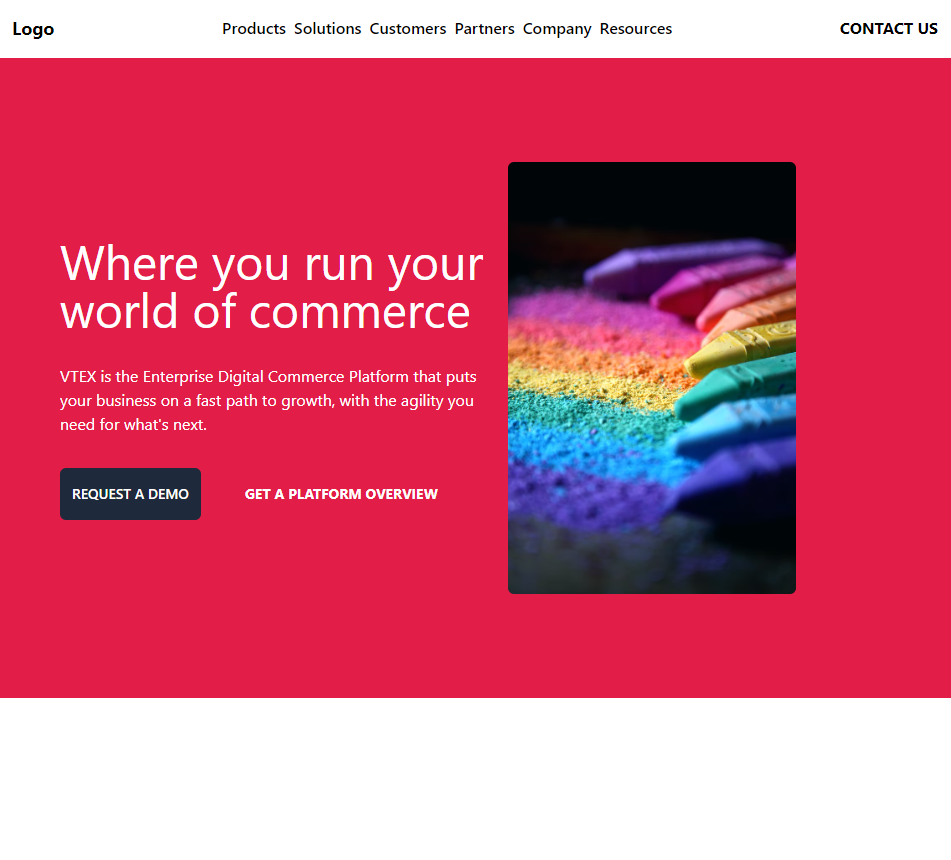 Logo
Products Solutions Customers Partners Company Resources
CONTACT US
Where you run your
world of commerce
VTEX is the Enterprise Digital Commerce Platform that puts
your business on a fast path to growth, with the agility you
need for what's next.
REQUEST A DEMO
GET A PLATFORM OVERVIEW